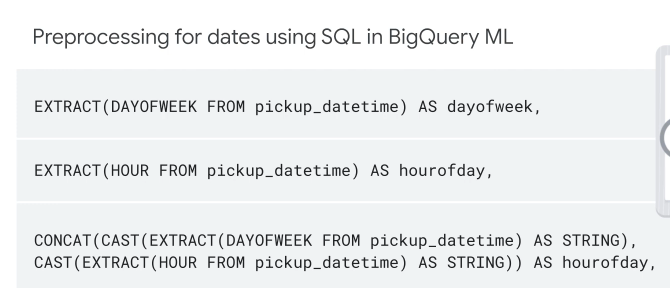 Preprocessing for dates using SQL in BigQuery ML
EXTRACT(DAYOFWEEK FROM pickup_datetime) AS dayofweek,
EXTRACT(HOUR FROM pickup_datetime) AS hourofday,
CONCAT(CAST(EXTRACT(DAYOFWEEK FROM pickup_datetime) AS STRING),
CAST(EXTRACT(HOUR FROM pickup_datetime) AS STRING)) AS hourofday,